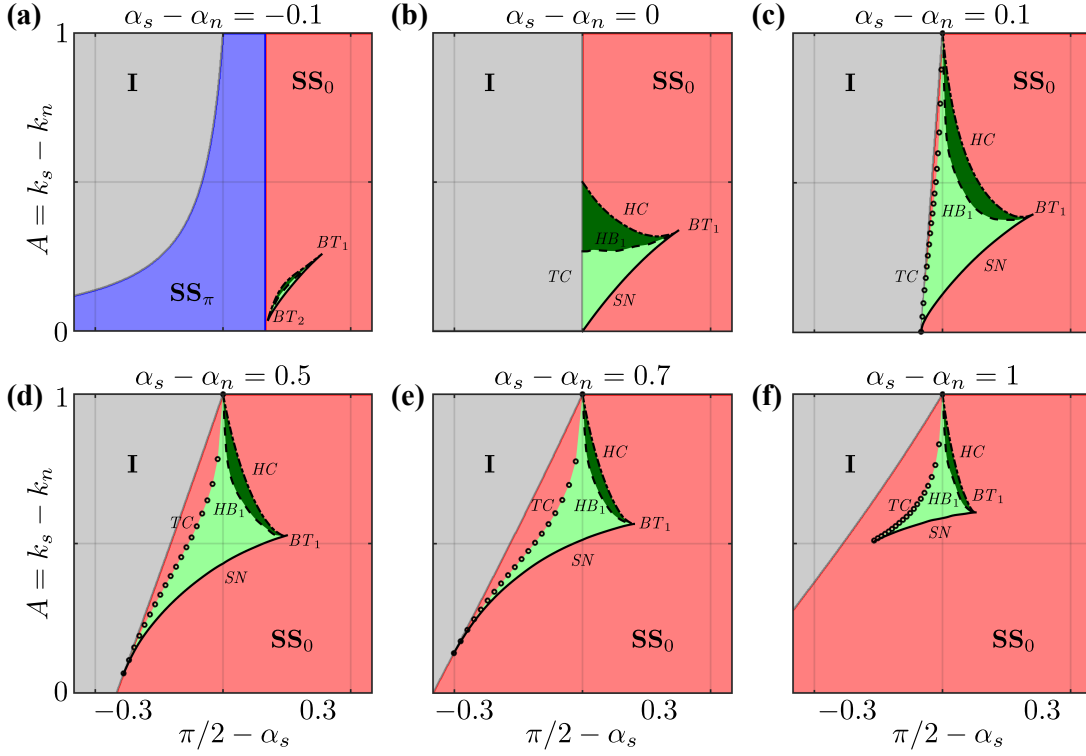 (a) αₛ − αₙ = −0.1
(b) αₛ − αₙ = 0
(c) αₛ − αₙ = 0.1
1
A = kₛ − kₙ
0
I
SS₀
SS_π
BT₁
BT₂
I
SS₀
HC
HB₁
BT₁
TC
SN
I
SS₀
HC
HB₁
BT₁
TC
SN
(d) αₛ − αₙ = 0.5
(e) αₛ − αₙ = 0.7
(f) αₛ − αₙ = 1
1
A = kₛ − kₙ
0
I
HC
TC
HB₁
BT₁
SN
SS₀
−0.3 0.3
π/2 − αₛ
I
HC
TC
HB₁
BT₁
SN
SS₀
−0.3 0.3
π/2 − αₛ
I
HC
TC
HB₁
BT₁
SN
SS₀
−0.3 0.3
π/2 − αₛ